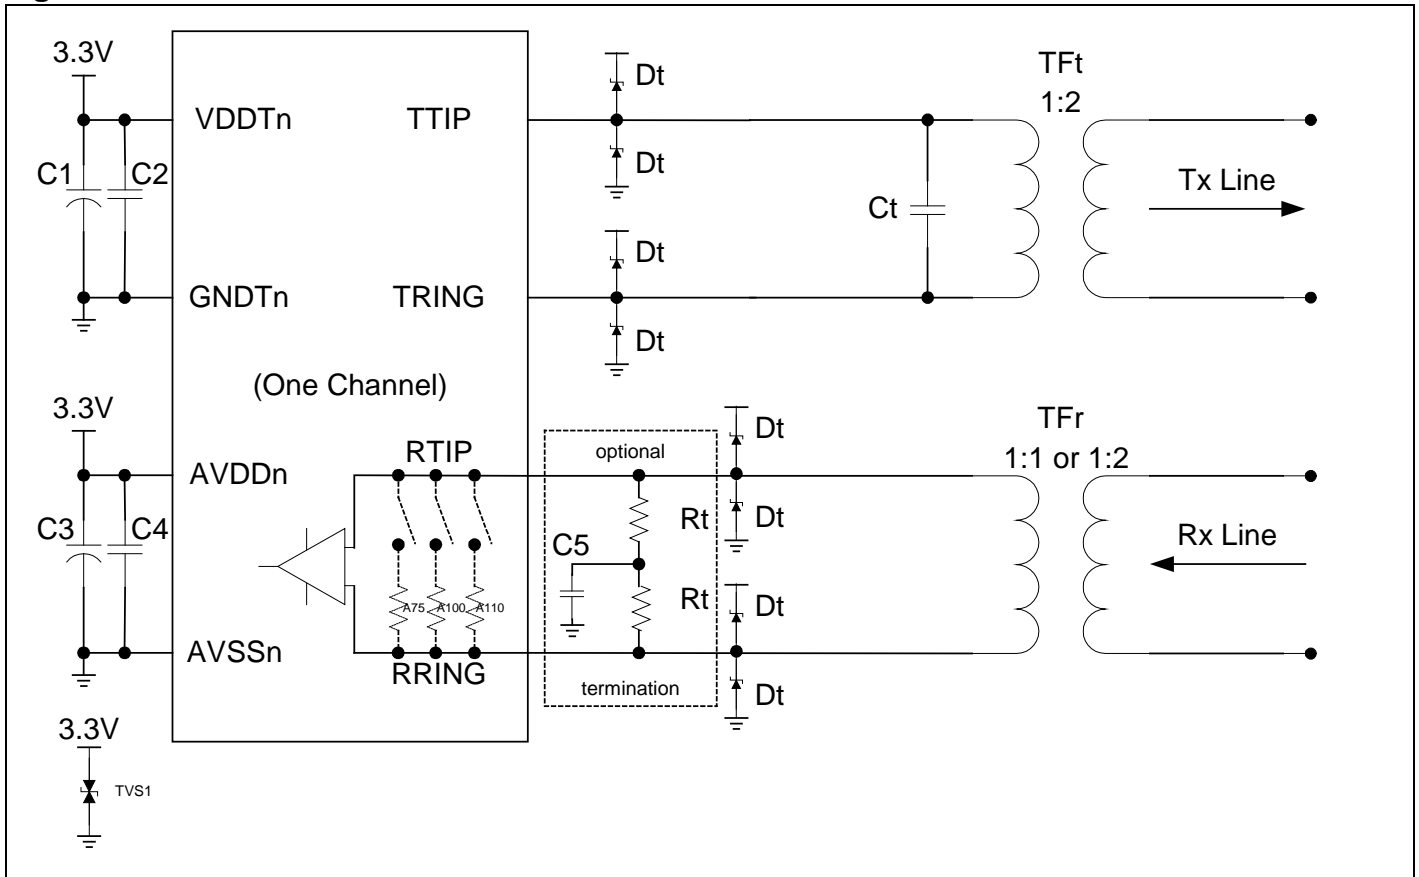 3.3V
VDDTn
TTIP
Dt
TFt
1:2
C1
C2
Dt
Tx Line
Ct
Dt
GNDTn
TRING
Dt
(One Channel)
3.3V
AVDDn
RTIP
optional
Dt
TFr
1:1 or 1:2
C3
C4
C5
Rt
Dt
Rx Line
A75
A100
A110
Rt
Dt
AVSSn
RRING
termination
Dt
3.3V
TVS1